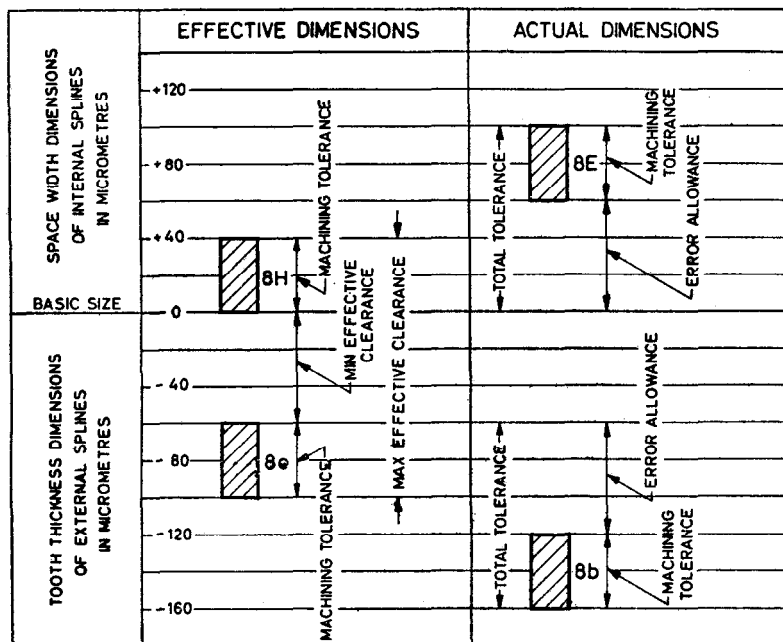 EFFECTIVE DIMENSIONS
ACTUAL DIMENSIONS
SPACE WIDTH DIMENSIONS
OF INTERNAL SPLINES
IN MICROMETRES
+120
+80
+40
BASIC SIZE
0
- 40
- 80
- 120
-160
TOOTH THICKNESS DIMENSIONS
OF EXTERNAL SPLINES
IN MICROMETRES
8H
MACHINING TOLERANCE
MIN EFFECTIVE
CLEARANCE
MAX EFFECTIVE CLEARANCE
8e
MACHINING TOLERANCE
TOTAL TOLERANCE
8E
MACHINING
TOLERANCE
ERROR ALLOWANCE
TOTAL TOLERANCE
ERROR ALLOWANCE
8b
MACHINING
TOLERANCE